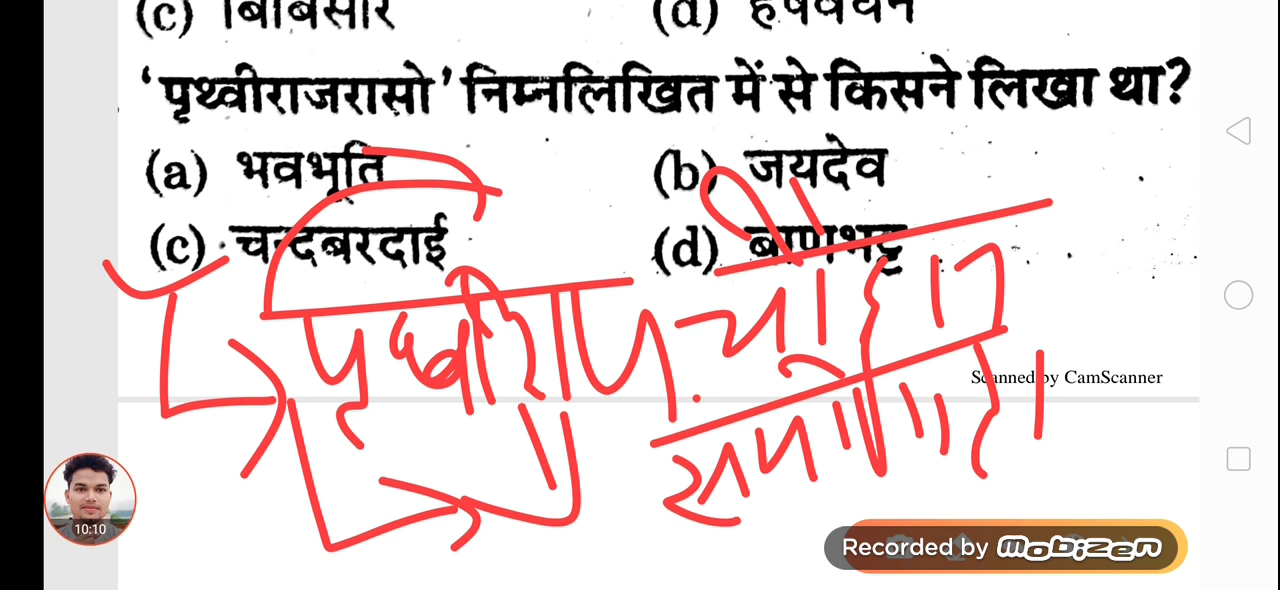 (c) बिंबिसार (d) हर्षवर्धन
‘पृथ्वीराजरासो’ निम्नलिखित में से किसने लिखा था?
(a) भवभूति (b) जयदेव
(c) चन्दबरदाई (d) बाणभट्ट
पृथ्वीराज चौहान
Scanned by CamScanner
10:10
Recorded by mobizen